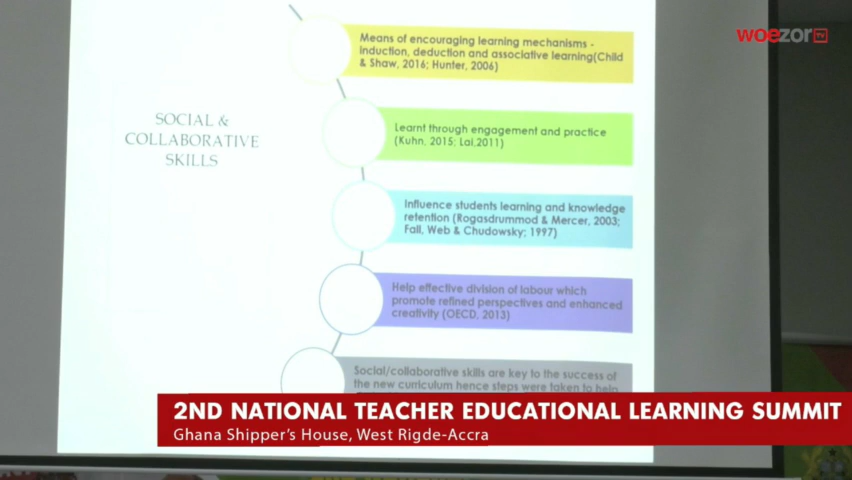 woezor TV
Means of encouraging learning mechanisms -
induction, deduction and associative learning(Child
& Shaw, 2016; Hunter, 2006)
SOCIAL &
COLLABORATIVE
SKILLS
Learnt through engagement and practice
(Kuhn, 2015; Lai,2011)
Influence students learning and knowledge
retention (Rogasdrummod & Mercer, 2003;
Fall, Web & Chudowsky; 1997)
Help effective division of labour which
promote refined perspectives and enhanced
creativity (OECD, 2013)
Social/collaborative skills are key to the success of
the new curriculum hence steps were taken to help
2ND NATIONAL TEACHER EDUCATIONAL LEARNING SUMMIT
Ghana Shipper's House, West Rigde-Accra